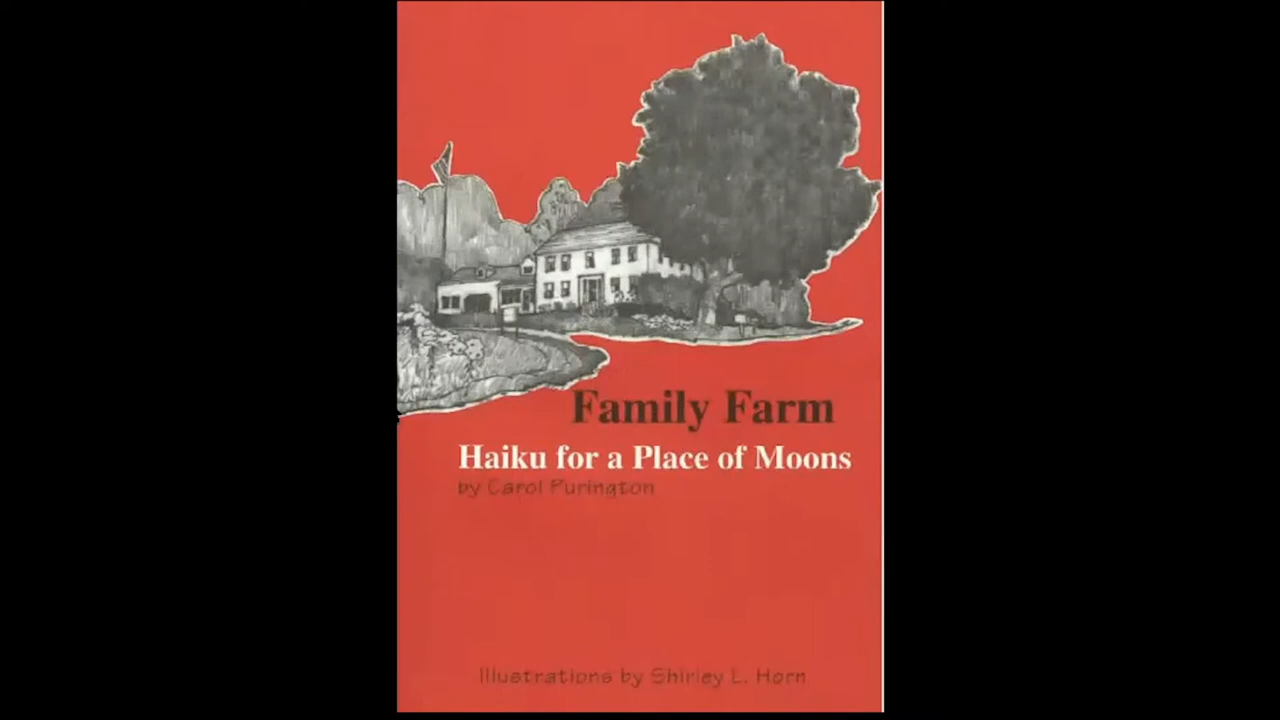 Family Farm
Haiku for a Place of Moons
by Carol Purington
Illustrations by Shirley L. Horn